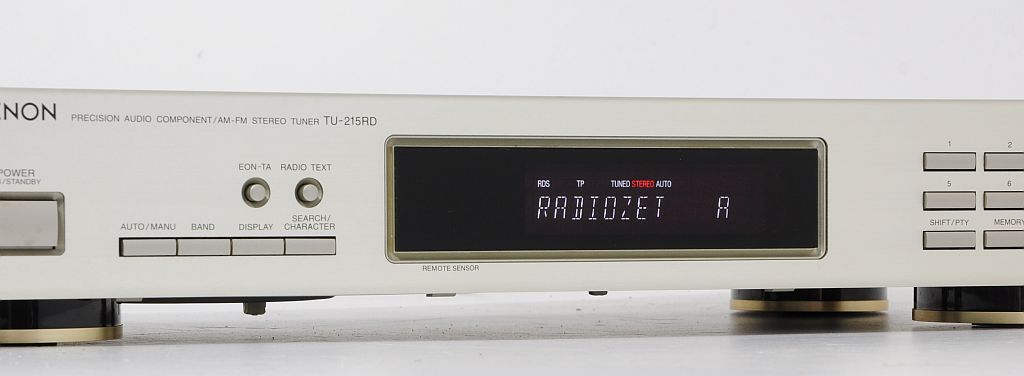 ENON PRECISION AUDIO COMPONENT/AM-FM STEREO TUNER TU-215RD
POWER
/STANDBY
EON-TA RADIO TEXT
AUTO/MANU BAND DISPLAY SEARCH/
CHARACTER
RDS TP TUNED STEREO AUTO
RADIOZET A
REMOTE SENSOR
1 2
5 6
SHIFT/PTY MEMORY